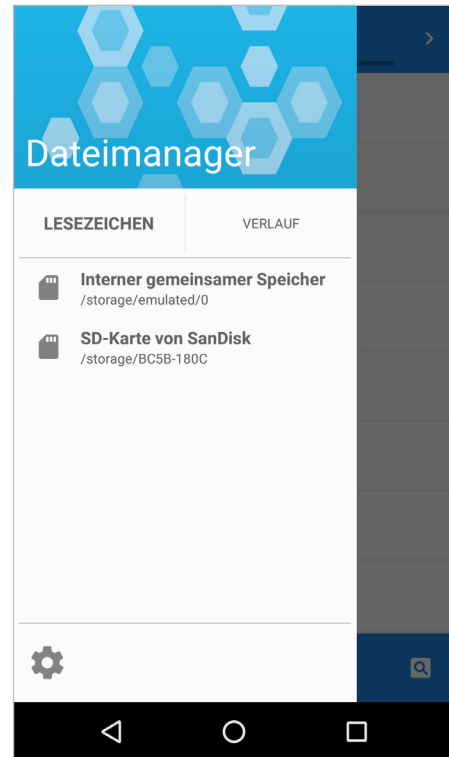 Dateimanager
LESEZEICHEN VERLAUF
Interner gemeinsamer Speicher
/storage/emulated/0
SD-Karte von SanDisk
/storage/BC5B-180C